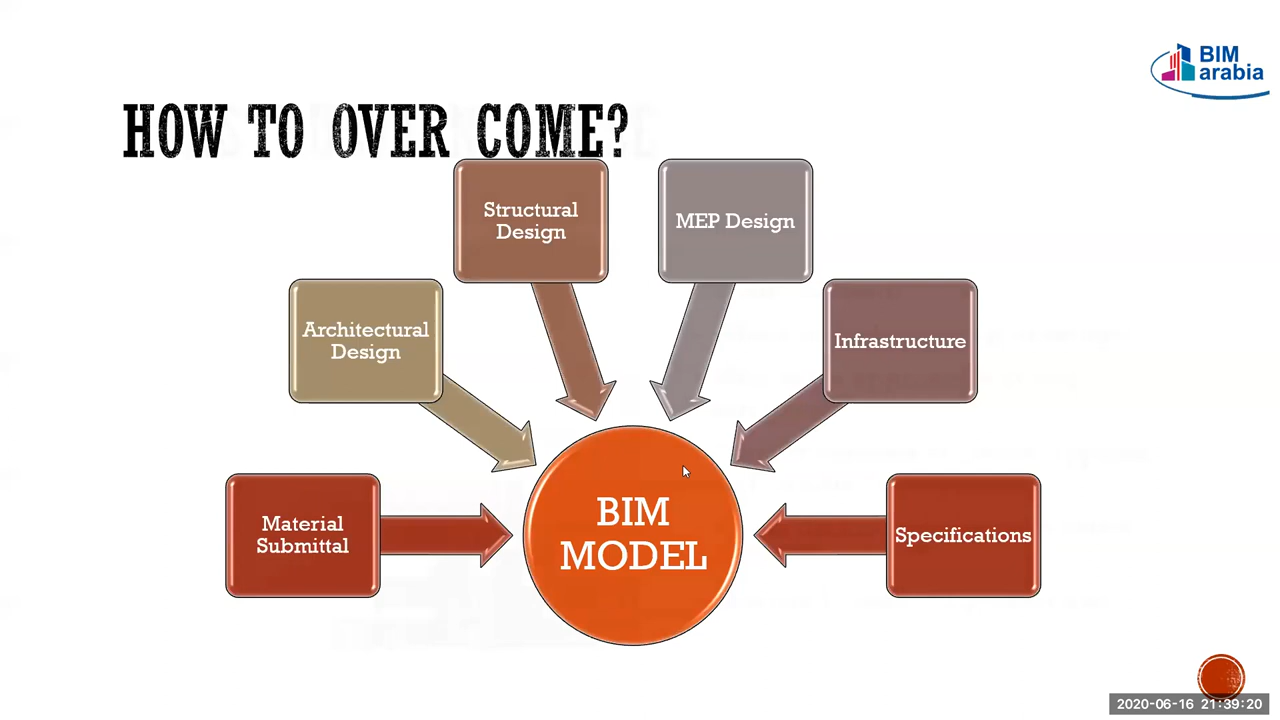 BIM
arabia
HOW TO OVER COME?
Structural
Design
MEP Design
Architectural
Design
Infrastructure
Material
Submittal
BIM
MODEL
Specifications
2020-06-16 21:39:20